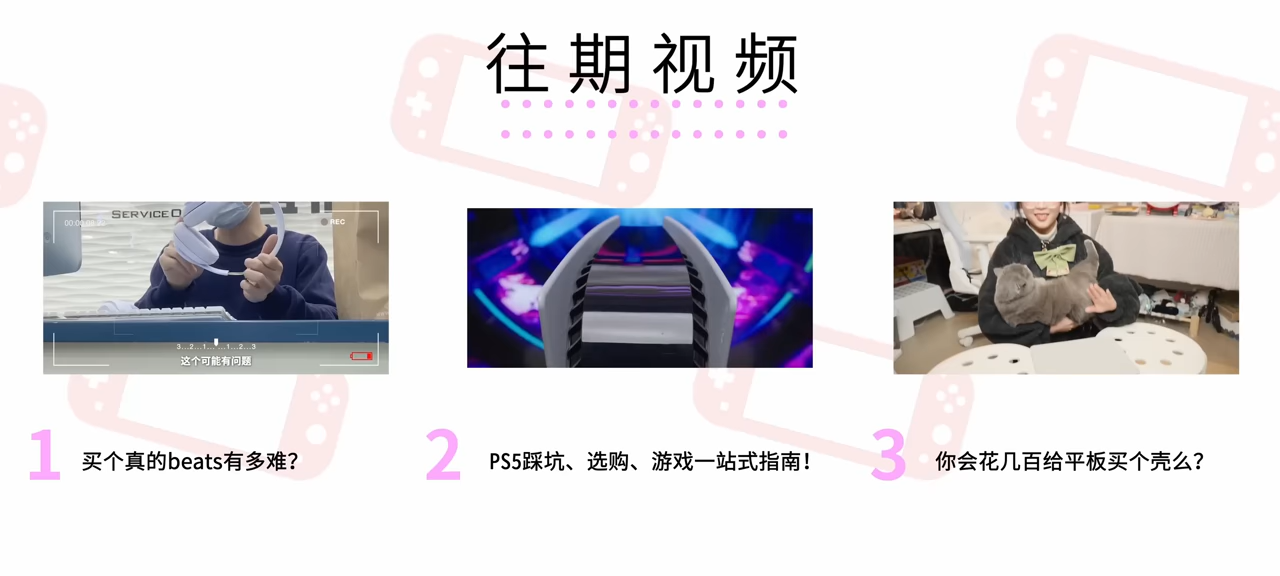 往期视频
SERVICE
REC
3...2...1... ...1...2...3
这个可能有问题
1 买个真的beats有多难?
2 PS5踩坑、选购、游戏一站式指南!
3 你会花几百给平板买个壳么?